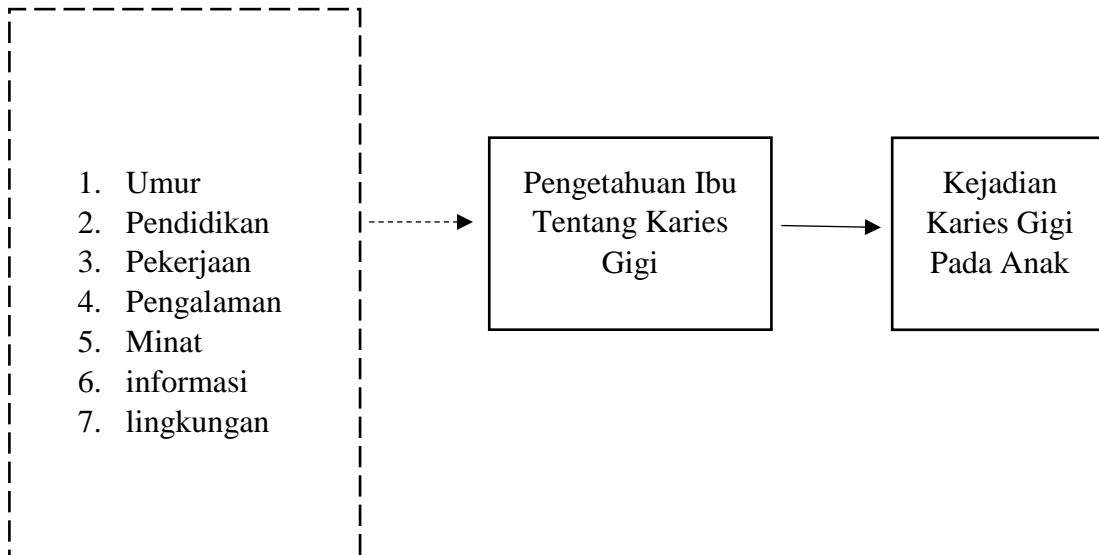 1. Umur
2. Pendidikan
3. Pekerjaan
4. Pengalaman
5. Minat
6. informasi
7. lingkungan
Pengetahuan Ibu
Tentang Karies
Gigi
Kejadian
Karies Gigi
Pada Anak